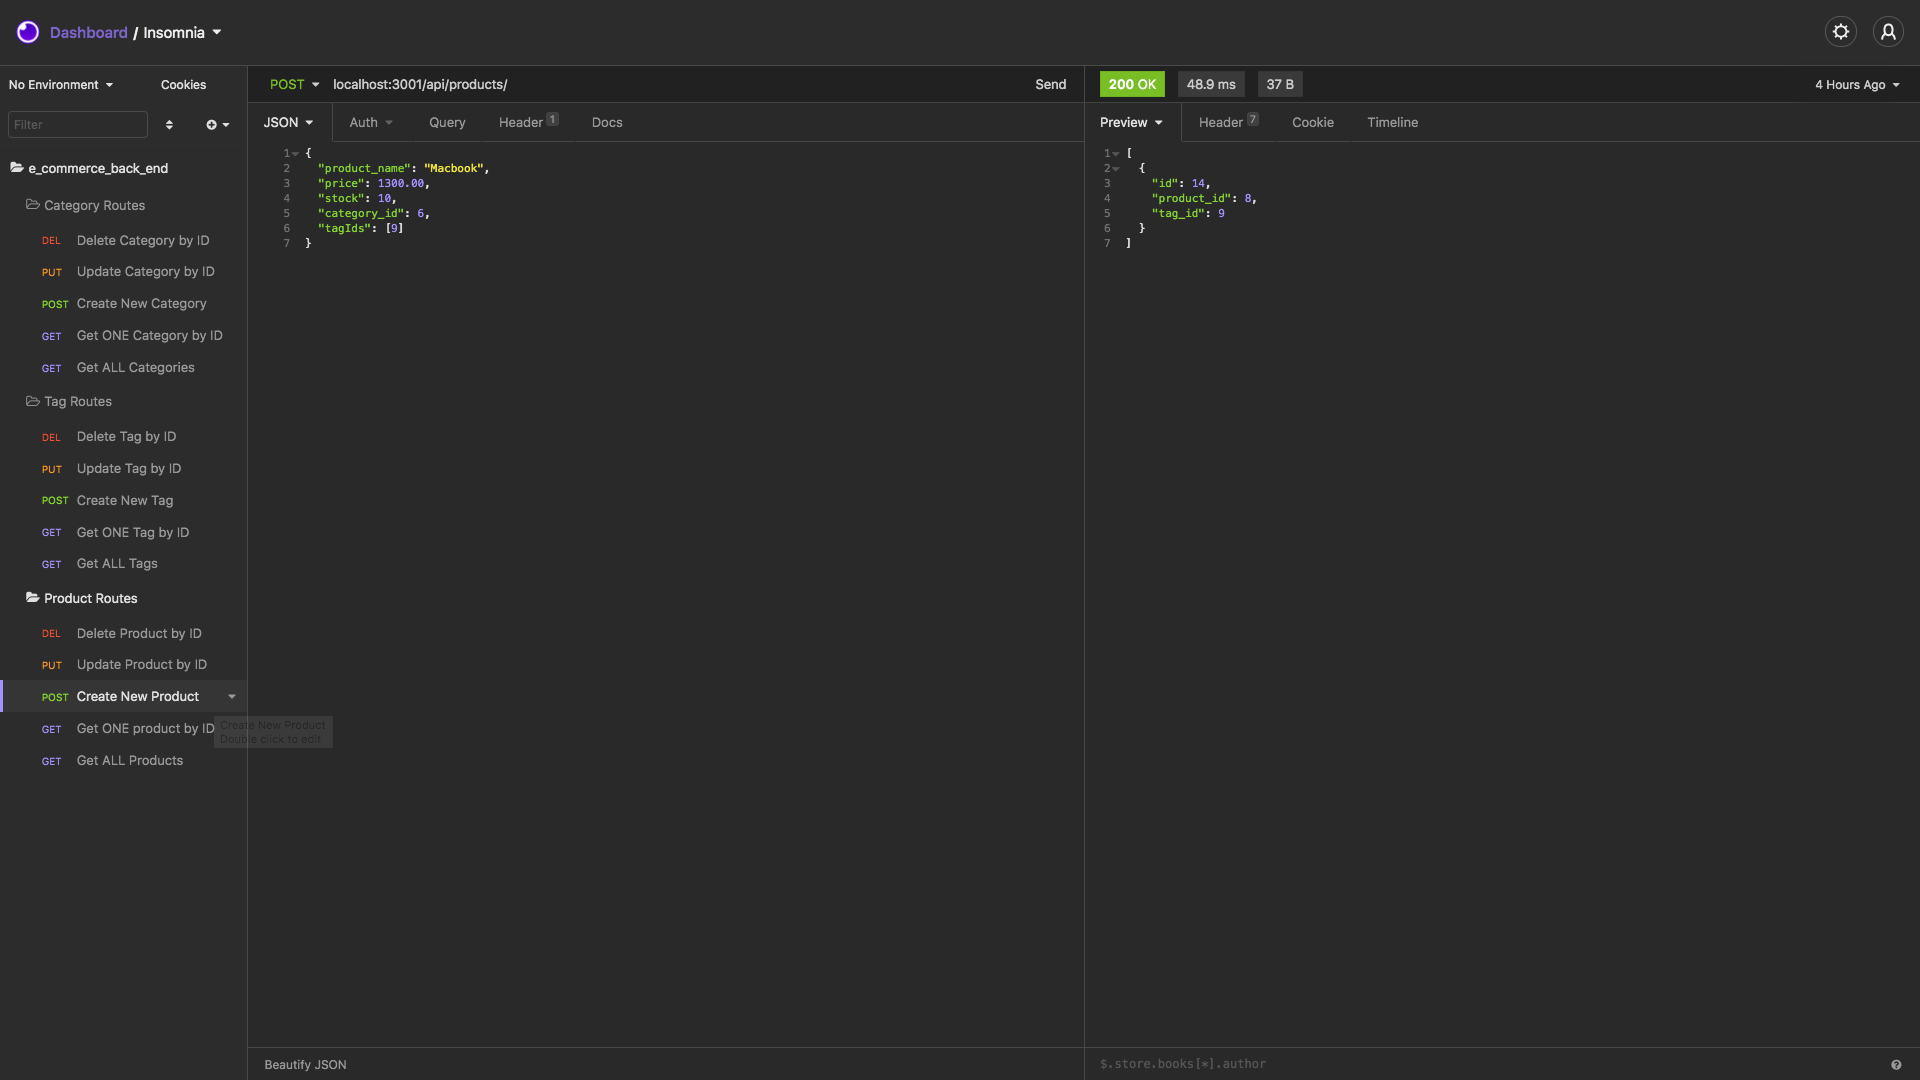 Dashboard / Insomnia
No Environment
Cookies
Filter
e_commerce_back_end
Category Routes
DEL Delete Category by ID
PUT Update Category by ID
POST Create New Category
GET Get ONE Category by ID
GET Get ALL Categories
Tag Routes
DEL Delete Tag by ID
PUT Update Tag by ID
POST Create New Tag
GET Get ONE Tag by ID
GET Get ALL Tags
Product Routes
DEL Delete Product by ID
PUT Update Product by ID
POST Create New Product
GET Get ONE product by ID
GET Get ALL Products
Create New Product
Double click to edit
POST localhost:3001/api/products/ Send
JSON Auth Query Header 1 Docs
1 {
2 "product_name": "Macbook",
3 "price": 1300.00,
4 "stock": 10,
5 "category_id": 6,
6 "tagIds": [9]
7 }
Beautify JSON
200 OK 48.9 ms 37 B 4 Hours Ago
Preview Header 7 Cookie Timeline
1 [
2 {
3 "id": 14,
4 "product_id": 8,
5 "tag_id": 9
6 }
7 ]
$.store.books[*].author
?